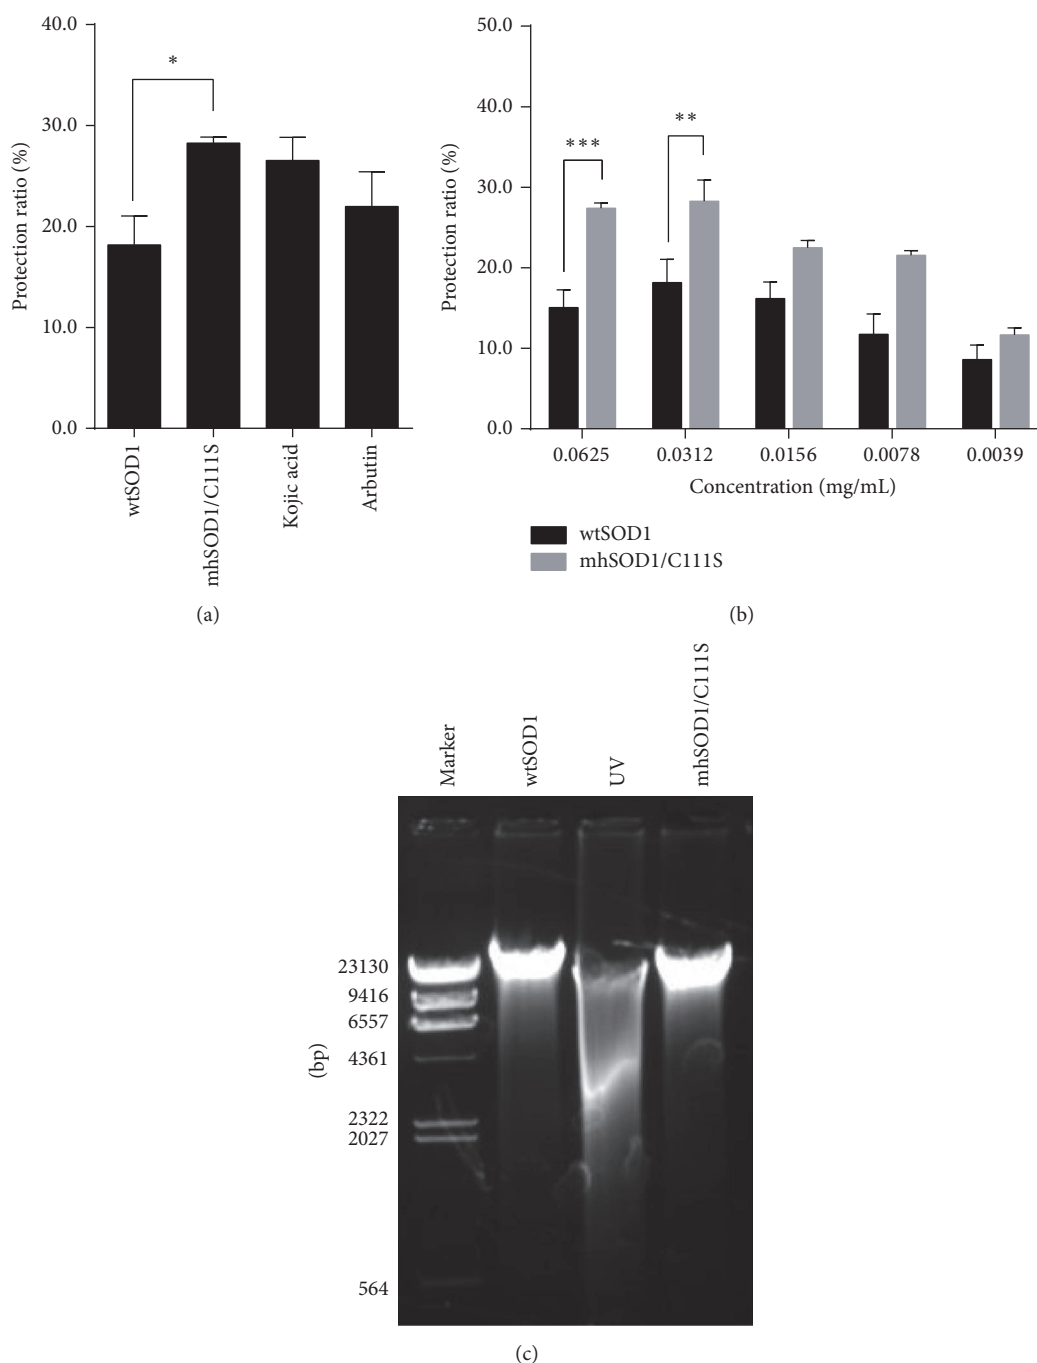 40.0
30.0
20.0
10.0
0.0
Protection ratio (%)
*
wtSOD1
mhSOD1/C111S
Kojic acid
Arbutin
(a)
50.0
40.0
30.0
20.0
10.0
0.0
Protection ratio (%)
***
**
0.0625 0.0312 0.0156 0.0078 0.0039
Concentration (mg/mL)
wtSOD1
mhSOD1/C111S
(b)
Marker
wtSOD1
UV
mhSOD1/C111S
(bp)
23130
9416
6557
4361
2322
2027
564
(c)